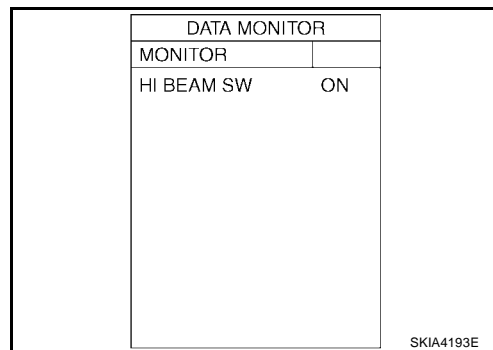 DATA MONITOR
MONITOR
HI BEAM SW ON
SKIA4193E